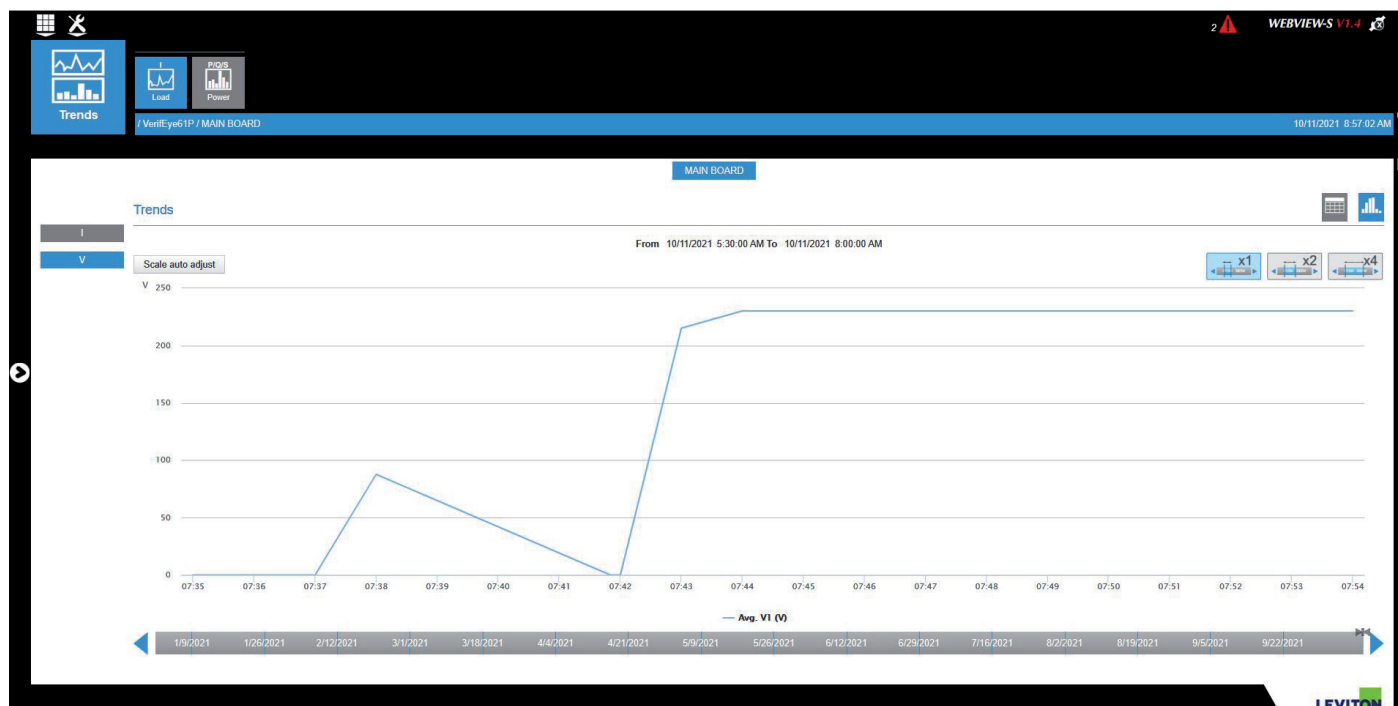 2 WEBVIEW-S V1.4
I P/Q/S
Load Power
Trends
/ VerifEye61P / MAIN BOARD 10/11/2021 8:57:02 AM
MAIN BOARD
Trends
I
From 10/11/2021 5:30:00 AM To 10/11/2021 8:00:00 AM
V
Scale auto adjust x1 x2 x4
V 250
200
150
100
50
0
07:35 07:36 07:37 07:38 07:39 07:40 07:41 07:42 07:43 07:44 07:45 07:46 07:47 07:48 07:49 07:50 07:51 07:52 07:53 07:54
Avg. V1 (V)
1/9/2021 1/26/2021 2/12/2021 3/1/2021 3/18/2021 4/4/2021 4/21/2021 5/9/2021 5/26/2021 6/12/2021 6/29/2021 7/16/2021 8/2/2021 8/19/2021 9/5/2021 9/22/2021
LEVITON